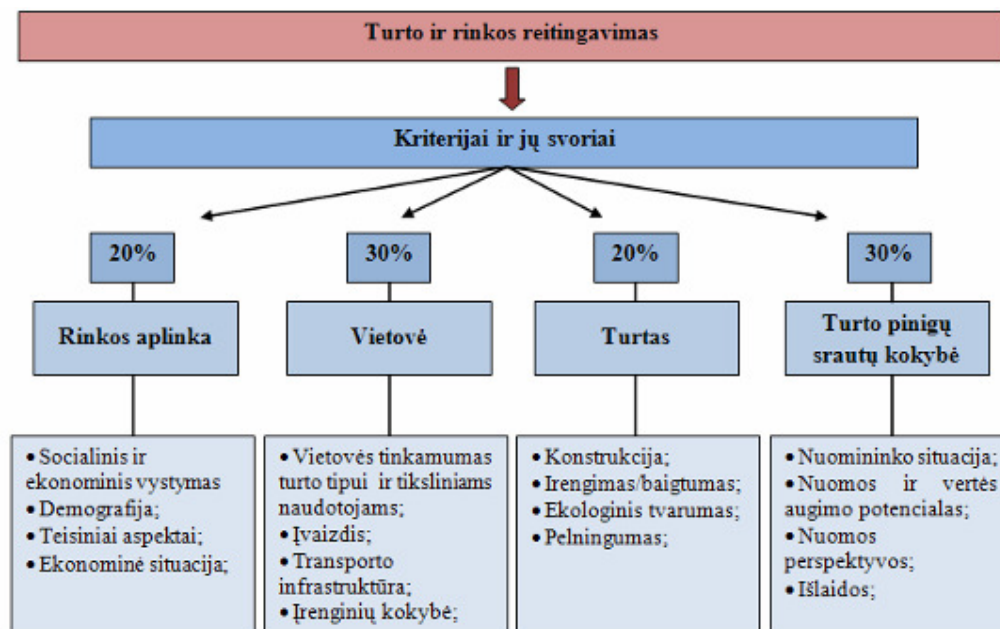 Turto ir rinkos reitingavimas
Kriterijai ir jų svoriai
20%
30%
20%
30%
Rinkos aplinka
Vietovė
Turtas
Turto pinigų
srautų kokybė
• Socialinis ir
ekonominis vystymas
• Demografija;
• Teisiniai aspektai;
• Ekonominė situacija;
• Vietovės tinkamumas
turto tipui ir tiksliniams
naudotojams;
• Įvaizdis;
• Transporto
infrastruktūra;
• Įrenginių kokybė;
• Konstrukcija;
• Irengimas/baigtumas;
• Ekologinis tvarumas;
• Pelningumas;
• Nuomininko situacija;
• Nuomos ir vertės
augimo potencialas;
• Nuomos
perspektyvos;
• Išlaidos;